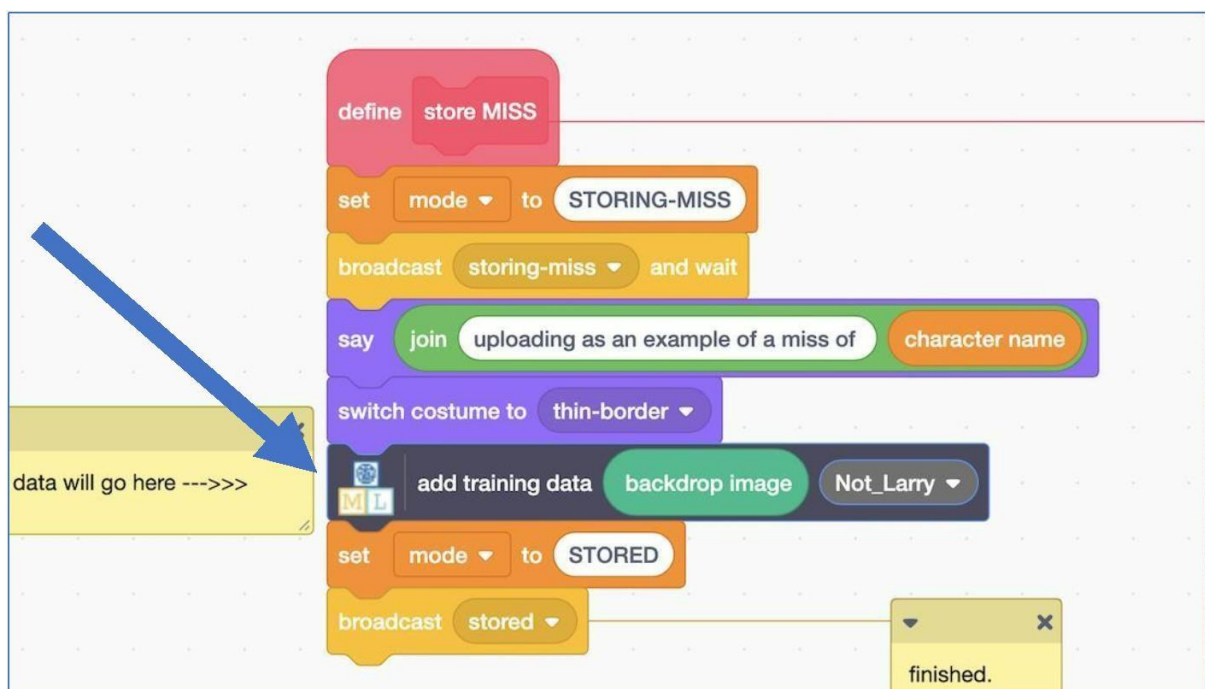 define store MISS
set mode to STORING-MISS
broadcast storing-miss and wait
say join uploading as an example of a miss of character name
switch costume to thin-border
data will go here --->>>
ML add training data backdrop image Not_Larry
set mode to STORED
broadcast stored
finished.